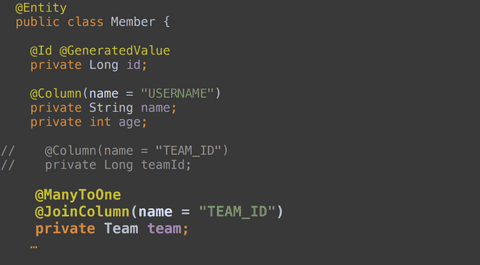 @Entity
public class Member {
@Id @GeneratedValue
private Long id;
@Column(name = "USERNAME")
private String name;
private int age;
//    @Column(name = "TEAM_ID")
//    private Long teamId;
@ManyToOne
@JoinColumn(name = "TEAM_ID")
private Team team;
…